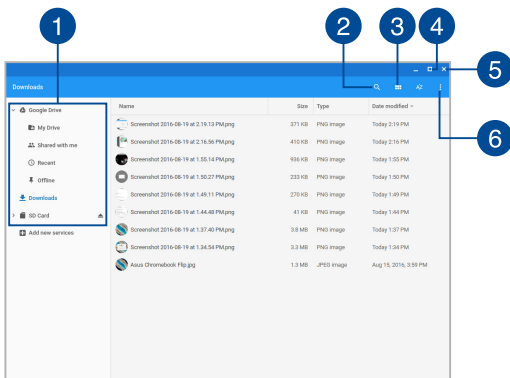 1
2
3
4
5
6
Downloads
AZ
Google Drive
My Drive
Shared with me
Recent
Offline
Downloads
SD Card
Add new services
Name Size Type Date modified
Screenshot 2016-08-19 at 2.19.13 PM.png 371 KB PNG image Today 2:19 PM
Screenshot 2016-08-19 at 2.16.56 PM.png 410 KB PNG image Today 2:16 PM
Screenshot 2016-08-19 at 1.55.14 PM.png 936 KB PNG image Today 1:55 PM
Screenshot 2016-08-19 at 1.50.27 PM.png 233 KB PNG image Today 1:50 PM
Screenshot 2016-08-19 at 1.49.11 PM.png 270 KB PNG image Today 1:49 PM
Screenshot 2016-08-19 at 1.44.48 PM.png 41 KB PNG image Today 1:44 PM
Screenshot 2016-08-19 at 1.37.40 PM.png 3.8 MB PNG image Today 1:37 PM
Screenshot 2016-08-19 at 1.34.54 PM.png 3.3 MB PNG image Today 1:34 PM
Asus Chromebook Flip.jpg 1.3 MB JPEG image Aug 15, 2016, 3:59 PM